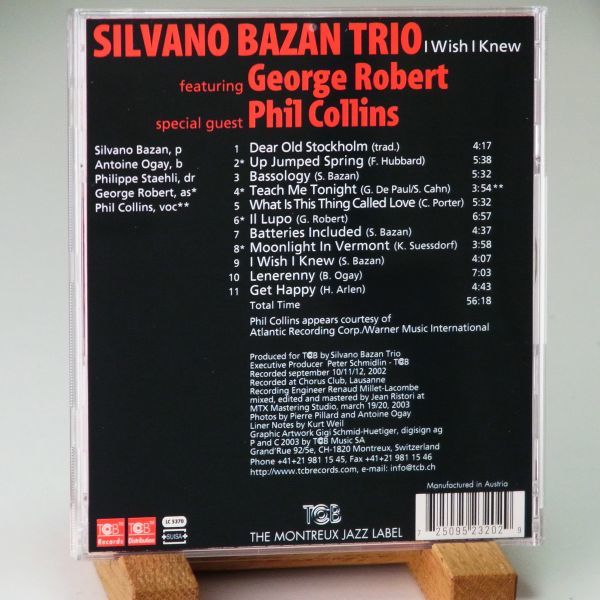 SILVANO BAZAN TRIO I Wish I Knew
featuring George Robert
special guest Phil Collins
Silvano Bazan, p
Antoine Ogay, b
Philippe Staehli, dr
George Robert, as*
Phil Collins, voc**
1 Dear Old Stockholm (trad.) 4:17
2* Up Jumped Spring (F. Hubbard) 5:38
3 Bassology (S. Bazan) 5:32
4* Teach Me Tonight (G. De Paul/S. Cahn) 3:54**
5 What Is This Thing Called Love (C. Porter) 5:32
6* Il Lupo (G. Robert) 6:57
7 Batteries Included (S. Bazan) 4:37
8* Moonlight In Vermont (K. Suessdorf) 3:58
9 I Wish I Knew (S. Bazan) 4:07
10 Lenerenny (B. Ogay) 7:03
11 Get Happy (H. Arlen) 4:43
Total Time 56:18
Phil Collins appears courtesy of
Atlantic Recording Corp./Warner Music International
Produced for TCB by Silvano Bazan Trio
Executive Producer Peter Schmidlin - TCB
Recorded september 10/11/12, 2002
Recorded at Chorus Club, Lausanne
Recording Engineer Renaud Millet-Lacombe
mixed, edited and mastered by Jean Ristori at
MTX Mastering Studio, march 19/20, 2003
Photos by Pierre Pillard and Antoine Ogay
Liner Notes by Kurt Weil
Graphic Artwork Gigi Schmid-Huetiger, digisign ag
P and C 2003 by TCB Music SA
Grand'Rue 92/5e, CH-1820 Montreux, Switzerland
Phone +41+21 981 15 45, Fax +41+21 981 15 46
http://www.tcbrecords.com, e-mail: info@tcb.ch
Manufactured in Austria
TCB Records
TCB Distribution
LC 5370
SUISA
TCB
THE MONTREUX JAZZ LABEL
7 25095 23202 9